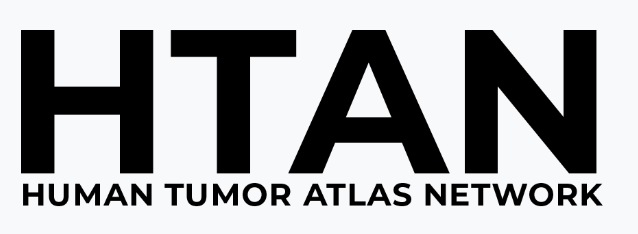 HTAN
HUMAN TUMOR ATLAS NETWORK